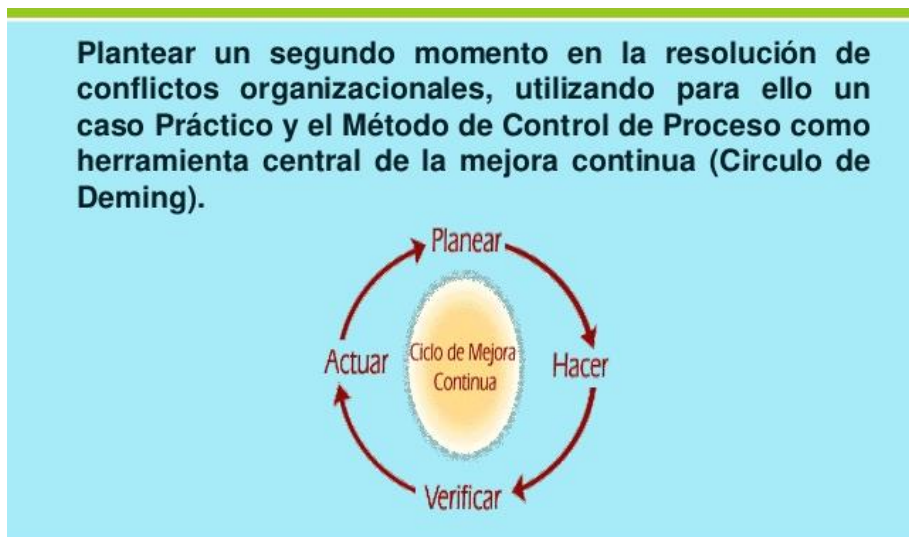 Plantear un segundo momento en la resolución de
conflictos organizacionales, utilizando para ello un
caso Práctico y el Método de Control de Proceso como
herramienta central de la mejora continua (Circulo de
Deming).
Planear
Actuar
Ciclo de Mejora
Continua
Hacer
Verificar